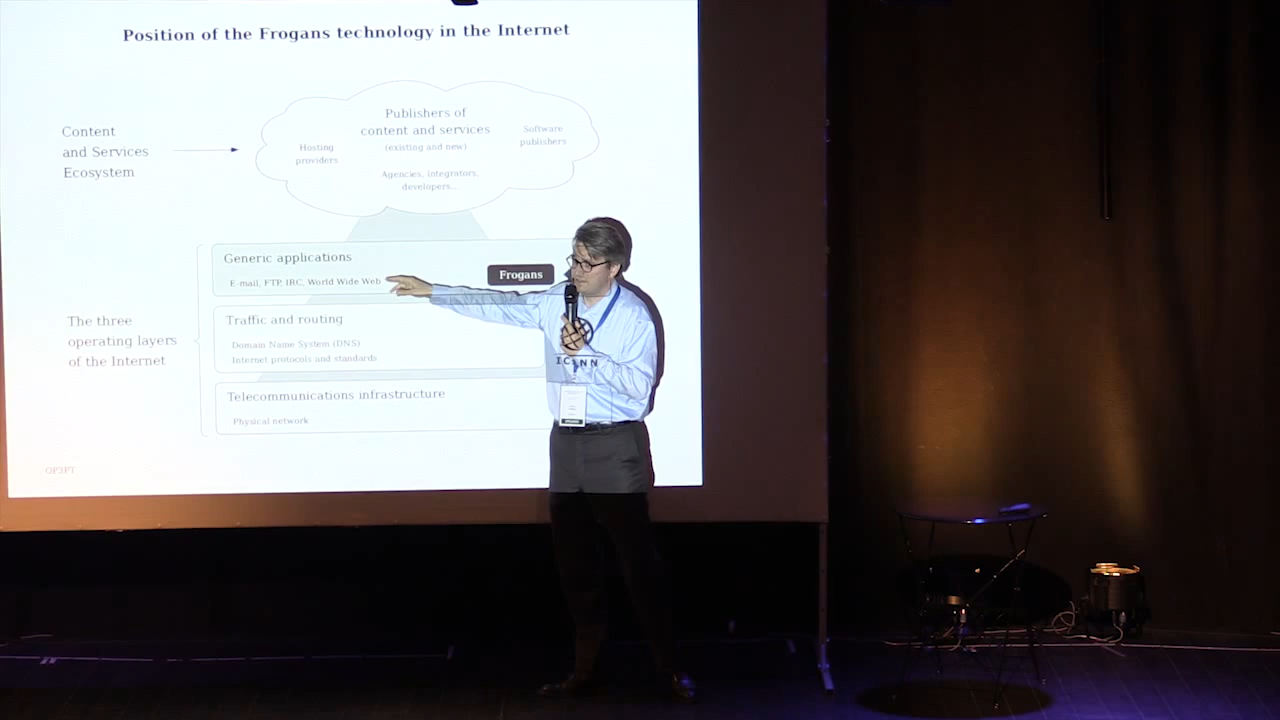 Position of the Frogans technology in the Internet
Content
and Services
Ecosystem
Publishers of
content and services
(existing and new)
Hosting
providers
Software
publishers
Agencies, integrators,
developers...
The three
operating layers
of the Internet
Generic applications
E-mail, FTP, IRC, World Wide Web
Frogans
Traffic and routing
Domain Name System (DNS)
Internet protocols and standards
Telecommunications infrastructure
Physical network
OP3FT
ICANN